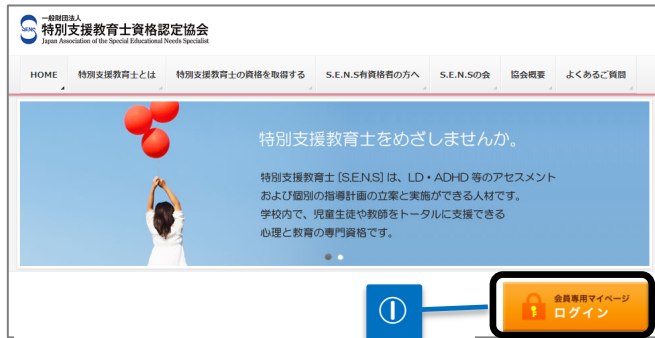 一般財団法人
特別支援教育士資格認定協会
Japan Association of the Special Educational Needs Specialist
SENS
HOME 特別支援教育士とは 特別支援教育士の資格を取得する S.E.N.S有資格者の方へ S.E.N.Sの会 協会概要 よくあるご質問
特別支援教育士をめざしませんか。
特別支援教育士 [S.E.N.S] は、LD・ADHD 等のアセスメント
および個別の指導計画の立案と実施ができる人材です。
学校内で、児童生徒や教師をトータルに支援できる
心理と教育の専門資格です。
①
会員専用マイページ
ログイン